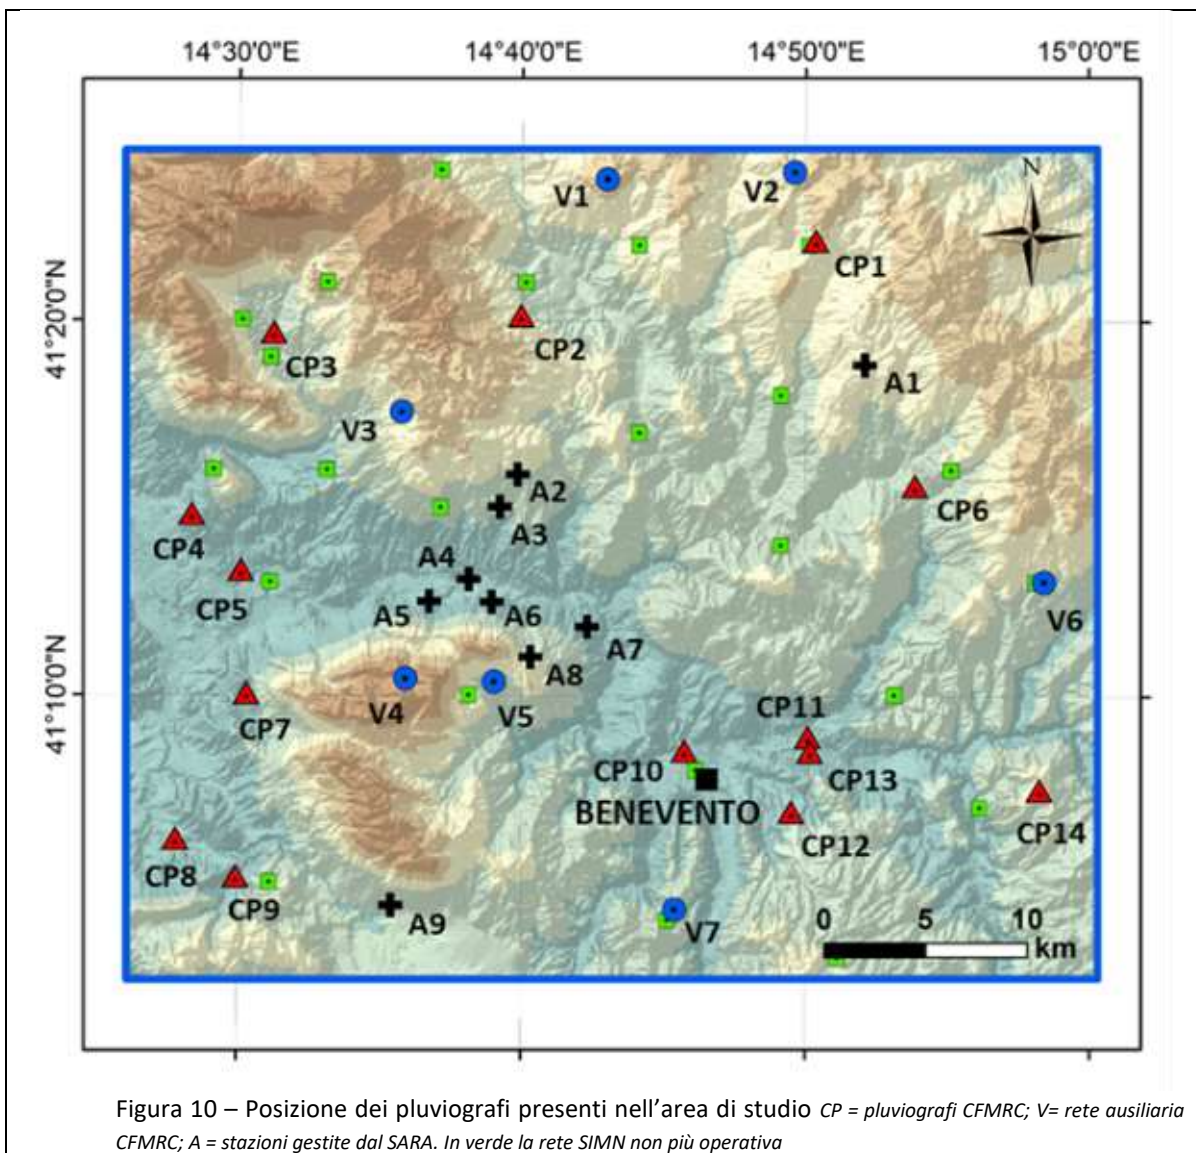 14°30'0"E 14°40'0"E 14°50'0"E 15°0'0"E
N
V1
V2
CP1
41°20'0"N
CP2
CP3
A1
V3
A2
CP6
A3
CP4
A4
CP5
A5
A6
V6
A7
A8
41°10'0"N
V4
V5
CP7
CP11
CP10
CP13
BENEVENTO
CP14
CP12
CP8
CP9
A9
V7
0 5 10
km
Figura 10 – Posizione dei pluviografi presenti nell'area di studio CP = pluviografi CFMRC; V= rete ausiliaria
CFMRC; A = stazioni gestite dal SARA. In verde la rete SIMN non più operativa